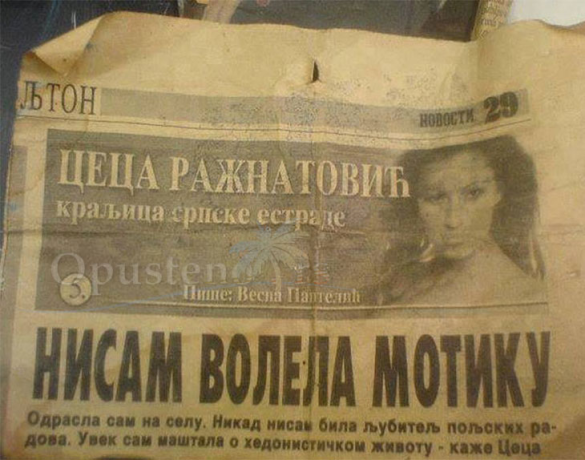 ЉТОН
НОВОСТИ 29
ЦЕЦА РАЖНАТОВИЋ
краљица српске естраде
Opusteno
5.
Пише: Весна Пантелић
НИСАМ ВОЛЕЛА МОТИКУ
Одрасла сам на селу. Никад нисам била љубитељ пољских ра-
дова. Увек сам маштала о хедонистичком животу - каже Цеца